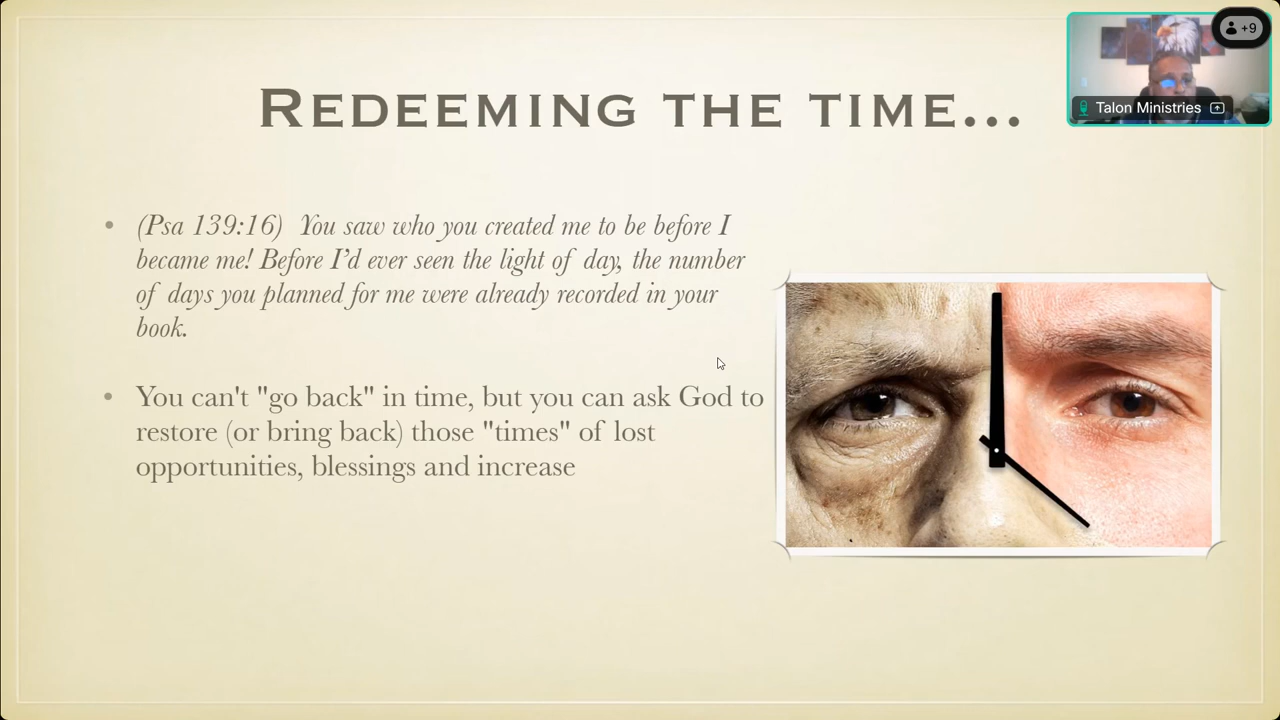 +9
Talon Ministries
Redeeming the time...
• (Psa 139:16)  You saw who you created me to be before I
became me! Before I’d ever seen the light of day, the number
of days you planned for me were already recorded in your
book.
• You can't "go back" in time, but you can ask God to
restore (or bring back) those "times" of lost
opportunities, blessings and increase